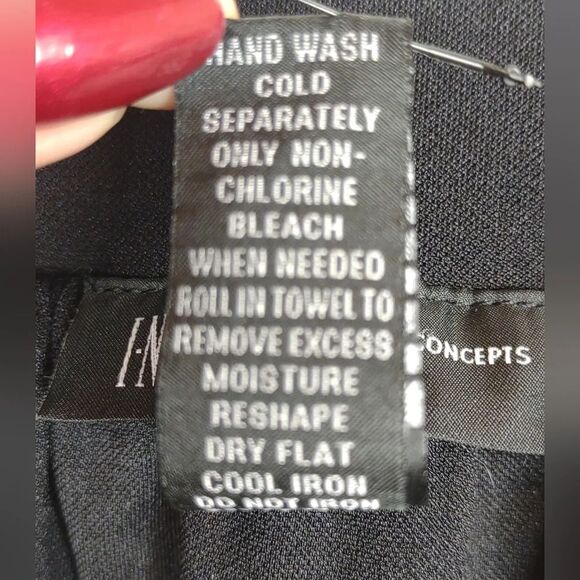 HAND WASH
COLD
SEPARATELY
ONLY NON-
CHLORINE
BLEACH
WHEN NEEDED
ROLL IN TOWEL TO
REMOVE EXCESS
MOISTURE
RESHAPE
DRY FLAT
COOL IRON
DO NOT IRON
I·N
CONCEPTS